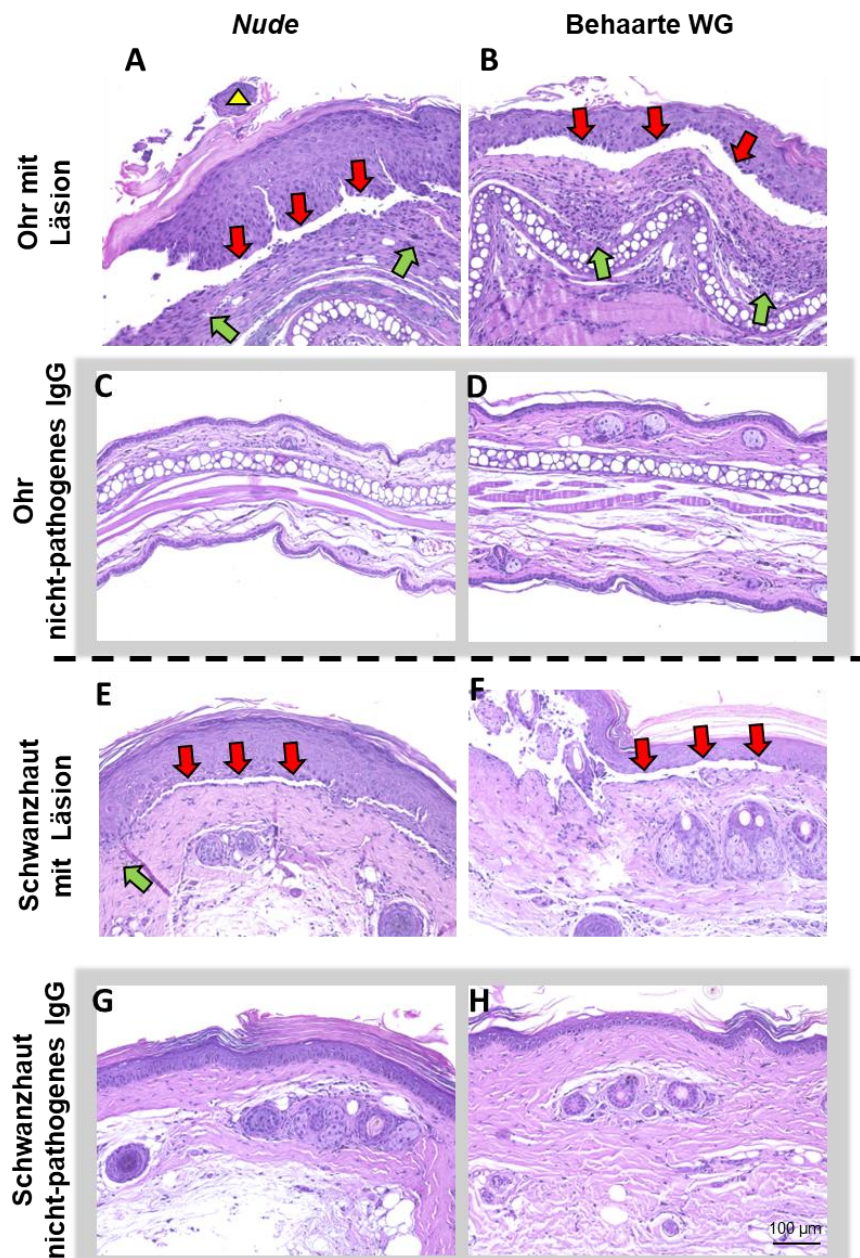 Nude
Behaarte WG
A
B
Ohr mit
Läsion
C
D
Ohr
nicht-pathogenes IgG
E
F
Schwanzhaut
mit Läsion
G
H
Schwanzhaut
nicht-pathogenes IgG
100 µm